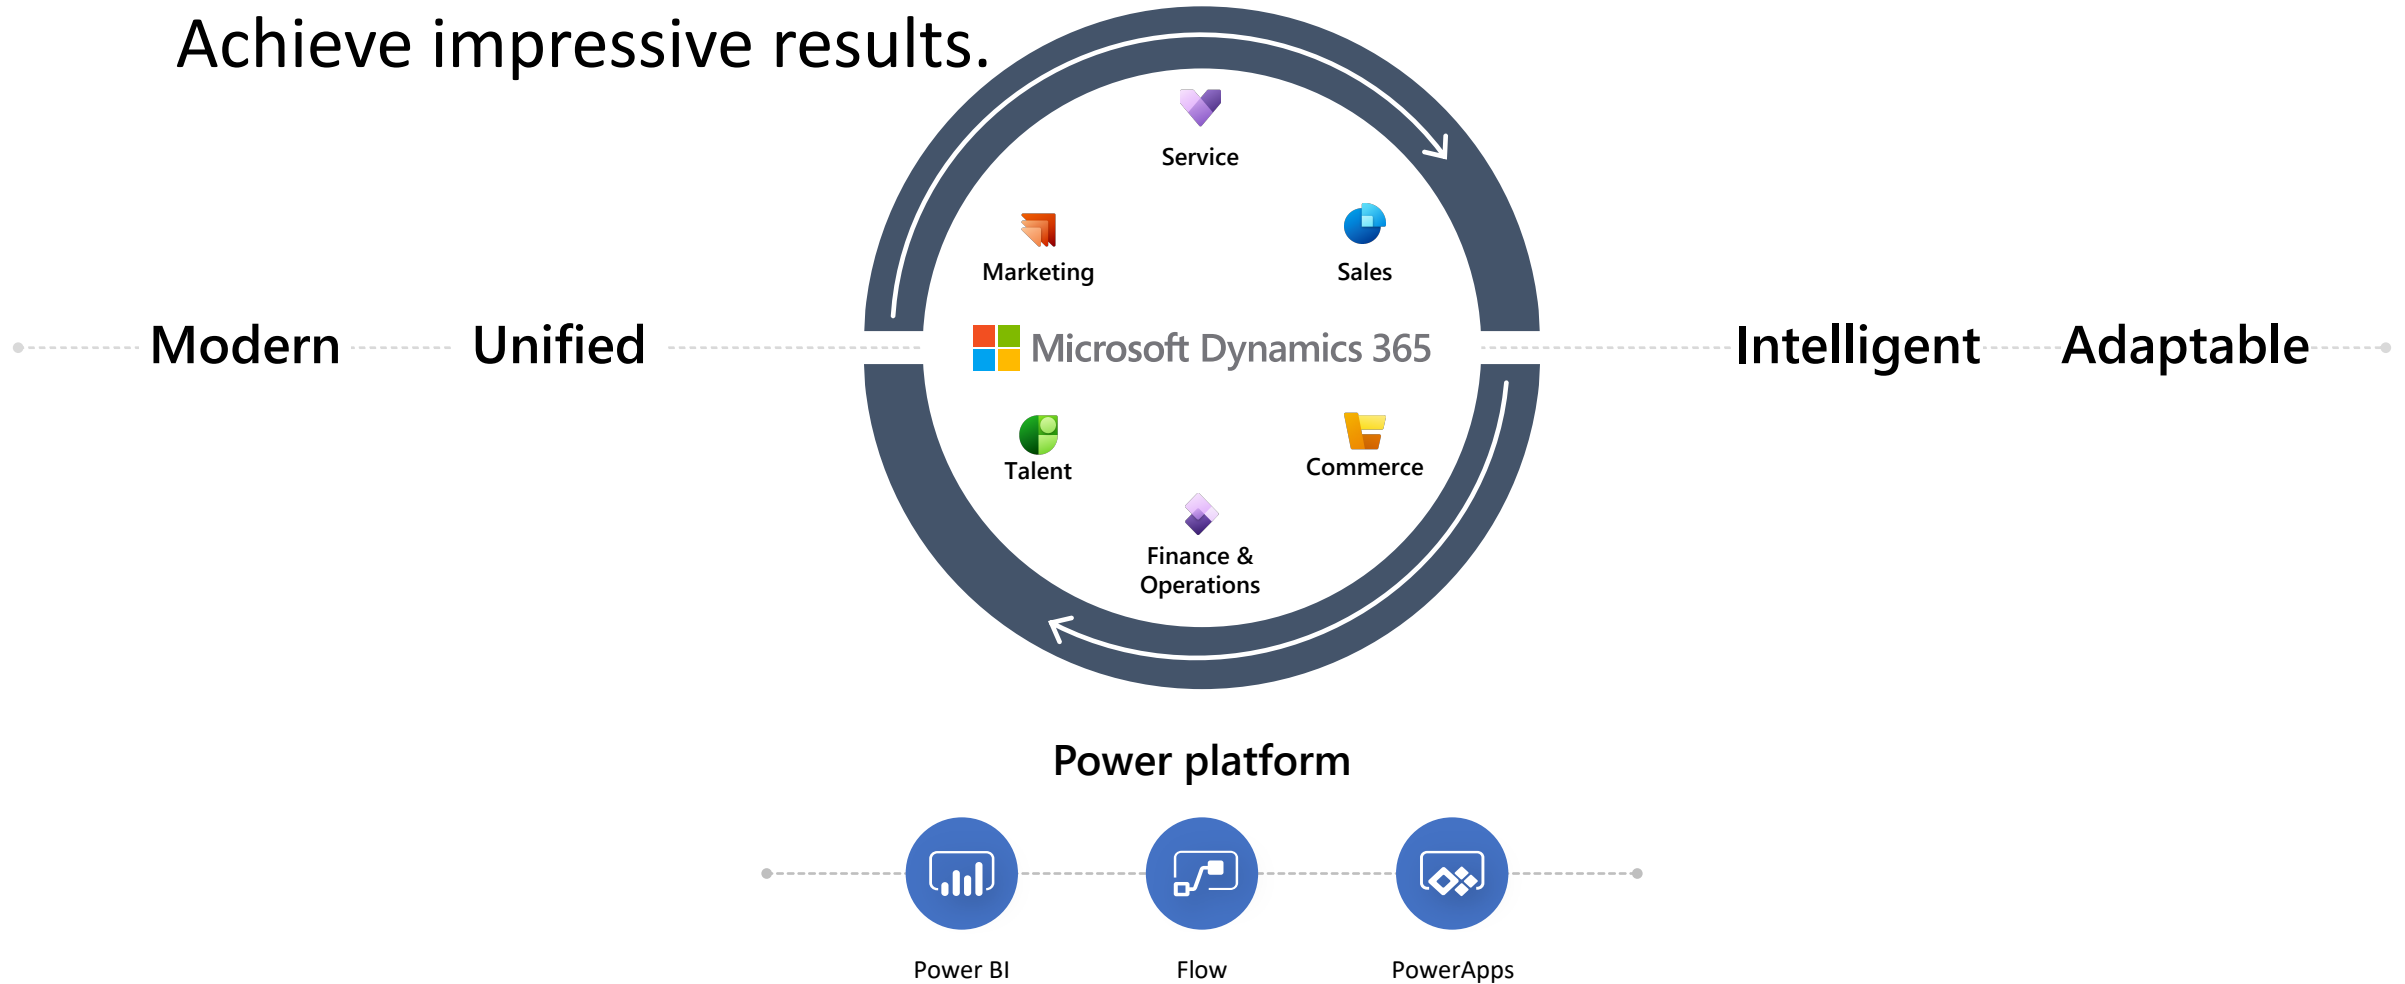 Achieve impressive results.
Service
Marketing
Sales
Modern
Unified
Microsoft Dynamics 365
Intelligent
Adaptable
Talent
Commerce
Finance &
Operations
Power platform
Power BI
Flow
PowerApps